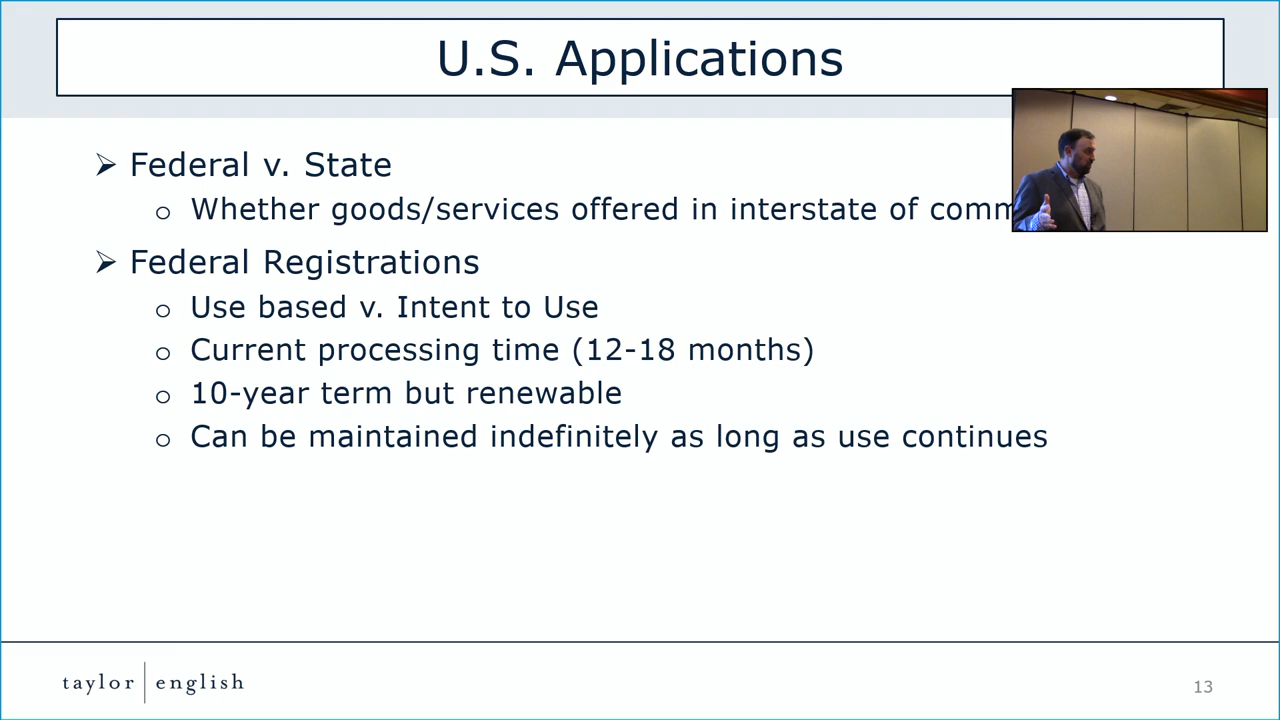 U.S. Applications
➢ Federal v. State
o Whether goods/services offered in interstate of
➢ Federal Registrations
o Use based v. Intent to Use
o Current processing time (12-18 months)
o 10-year term but renewable
o Can be maintained indefinitely as long as use continues
taylor | english
13